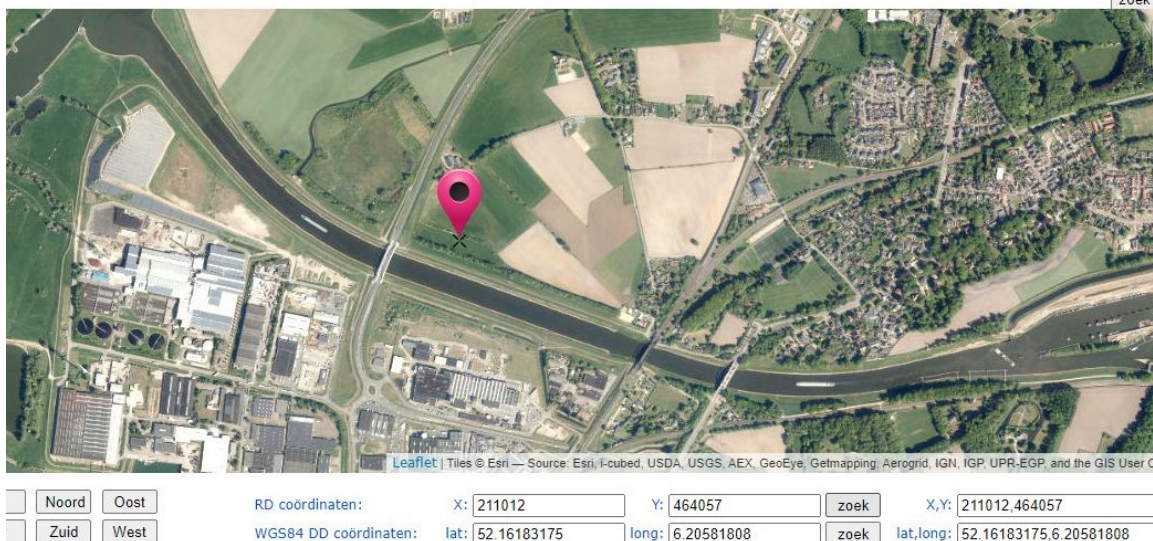 zoek
Leaflet | Tiles © Esri — Source: Esri, i-cubed, USDA, USGS, AEX, GeoEye, Getmapping, Aerogrid, IGN, IGP, UPR-EGP, and the GIS User
Noord Oost RD coördinaten: X: 211012 Y: 464057 zoek X,Y: 211012,464057
Zuid West WGS84 DD coördinaten: lat: 52.16183175 long: 6.20581808 zoek lat,long: 52.16183175,6.20581808